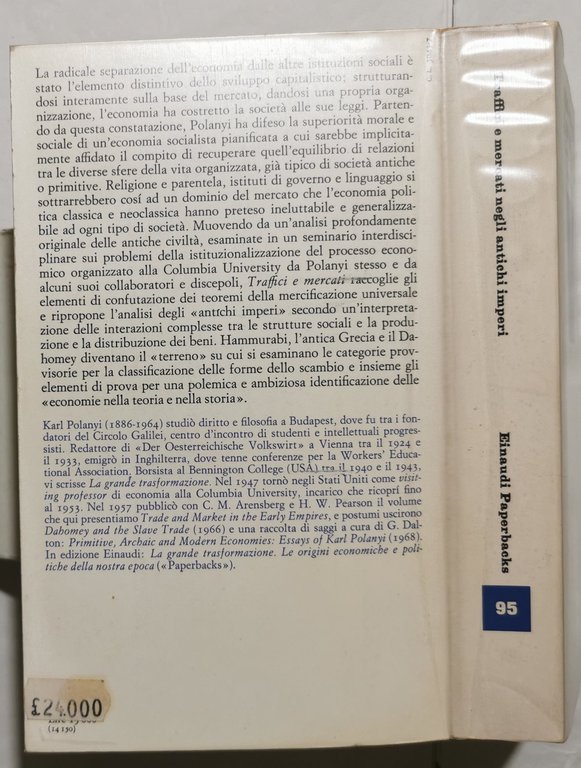 La radicale separazione dell'economia dalle altre istituzioni sociali è
stato l'elemento distintivo dello sviluppo capitalistico: strutturan-
dosi interamente sulla base del mercato, dandosi una propria or-
ganizzazione, l'economia ha costretto la società alle sue leggi. Parten-
do da questa constatazione, Polanyi ha difeso la superiorità morale e
sociale di un'economia socialista pianificata a cui sarebbe implicita-
mente affidato il compito di recuperare quell'equilibrio di relazioni
tra le diverse sfere della vita organizzata, già tipico di società antiche
o primitive. Religione e parentela, istituti di governo e linguaggio si
sottrarrebbero cosí ad un dominio del mercato che l'economia poli-
tica classica e neoclassica hanno preteso ineluttabile e generalizza-
bile ad ogni tipo di società. Muovendo da un'analisi profondamente
originale delle antiche civiltà, esaminate in un seminario interdisci-
plinare sui problemi della istituzionalizzazione del processo econo-
mico organizzato alla Columbia University da Polanyi stesso e da
alcuni suoi collaboratori e discepoli, Traffici e mercati raccoglie gli
elementi di confutazione dei teoremi della mercificazione universale
e ripropone l'analisi degli «antichi imperi» secondo un'interpreta-
zione delle interazioni complesse tra le strutture sociali e la produ-
zione e la distribuzione dei beni. Hammurabi, l'antica Grecia e il Da-
homey diventano il «terreno» su cui si esaminano le categorie prov-
visorie per la classificazione delle forme dello scambio e insieme gli
elementi di prova per una polemica e ambiziosa identificazione delle
«economie nella teoria e nella storia».
Karl Polanyi (1886-1964) studiò diritto e filosofia a Budapest, dove fu tra i fon-
datori del Circolo Galilei, centro d'incontro di studenti e intellettuali progres-
sisti. Redattore di «Der Oesterreichische Volkswirt» a Vienna tra il 1924 e
il 1933, emigrò in Inghilterra, dove tenne conferenze per la Workers' Educa-
tional Association. Borsista al Bennington College (USA) tra il 1940 e il 1943,
vi scrisse La grande trasformazione. Nel 1947 tornò negli Stati Uniti come visit-
ing professor di economia alla Columbia University, incarico che ricoprí fino
al 1953. Nel 1957 pubblicò con C. M. Arensberg e H. W. Pearson il volume
che qui presentiamo Trade and Market in the Early Empires, e postumi uscirono
Dahomey and the Slave Trade (1966) e una raccolta di saggi a cura di G. Dal-
ton: Primitive, Archaic and Modern Economies: Essays of Karl Polanyi (1968).
In edizione Einaudi: La grande trasformazione. Le origini economiche e poli-
tiche della nostra epoca («Paperbacks»).
£24.000
(14 150)
Traffici e mercati negli antichi imperi
Einaudi Paperbacks
95